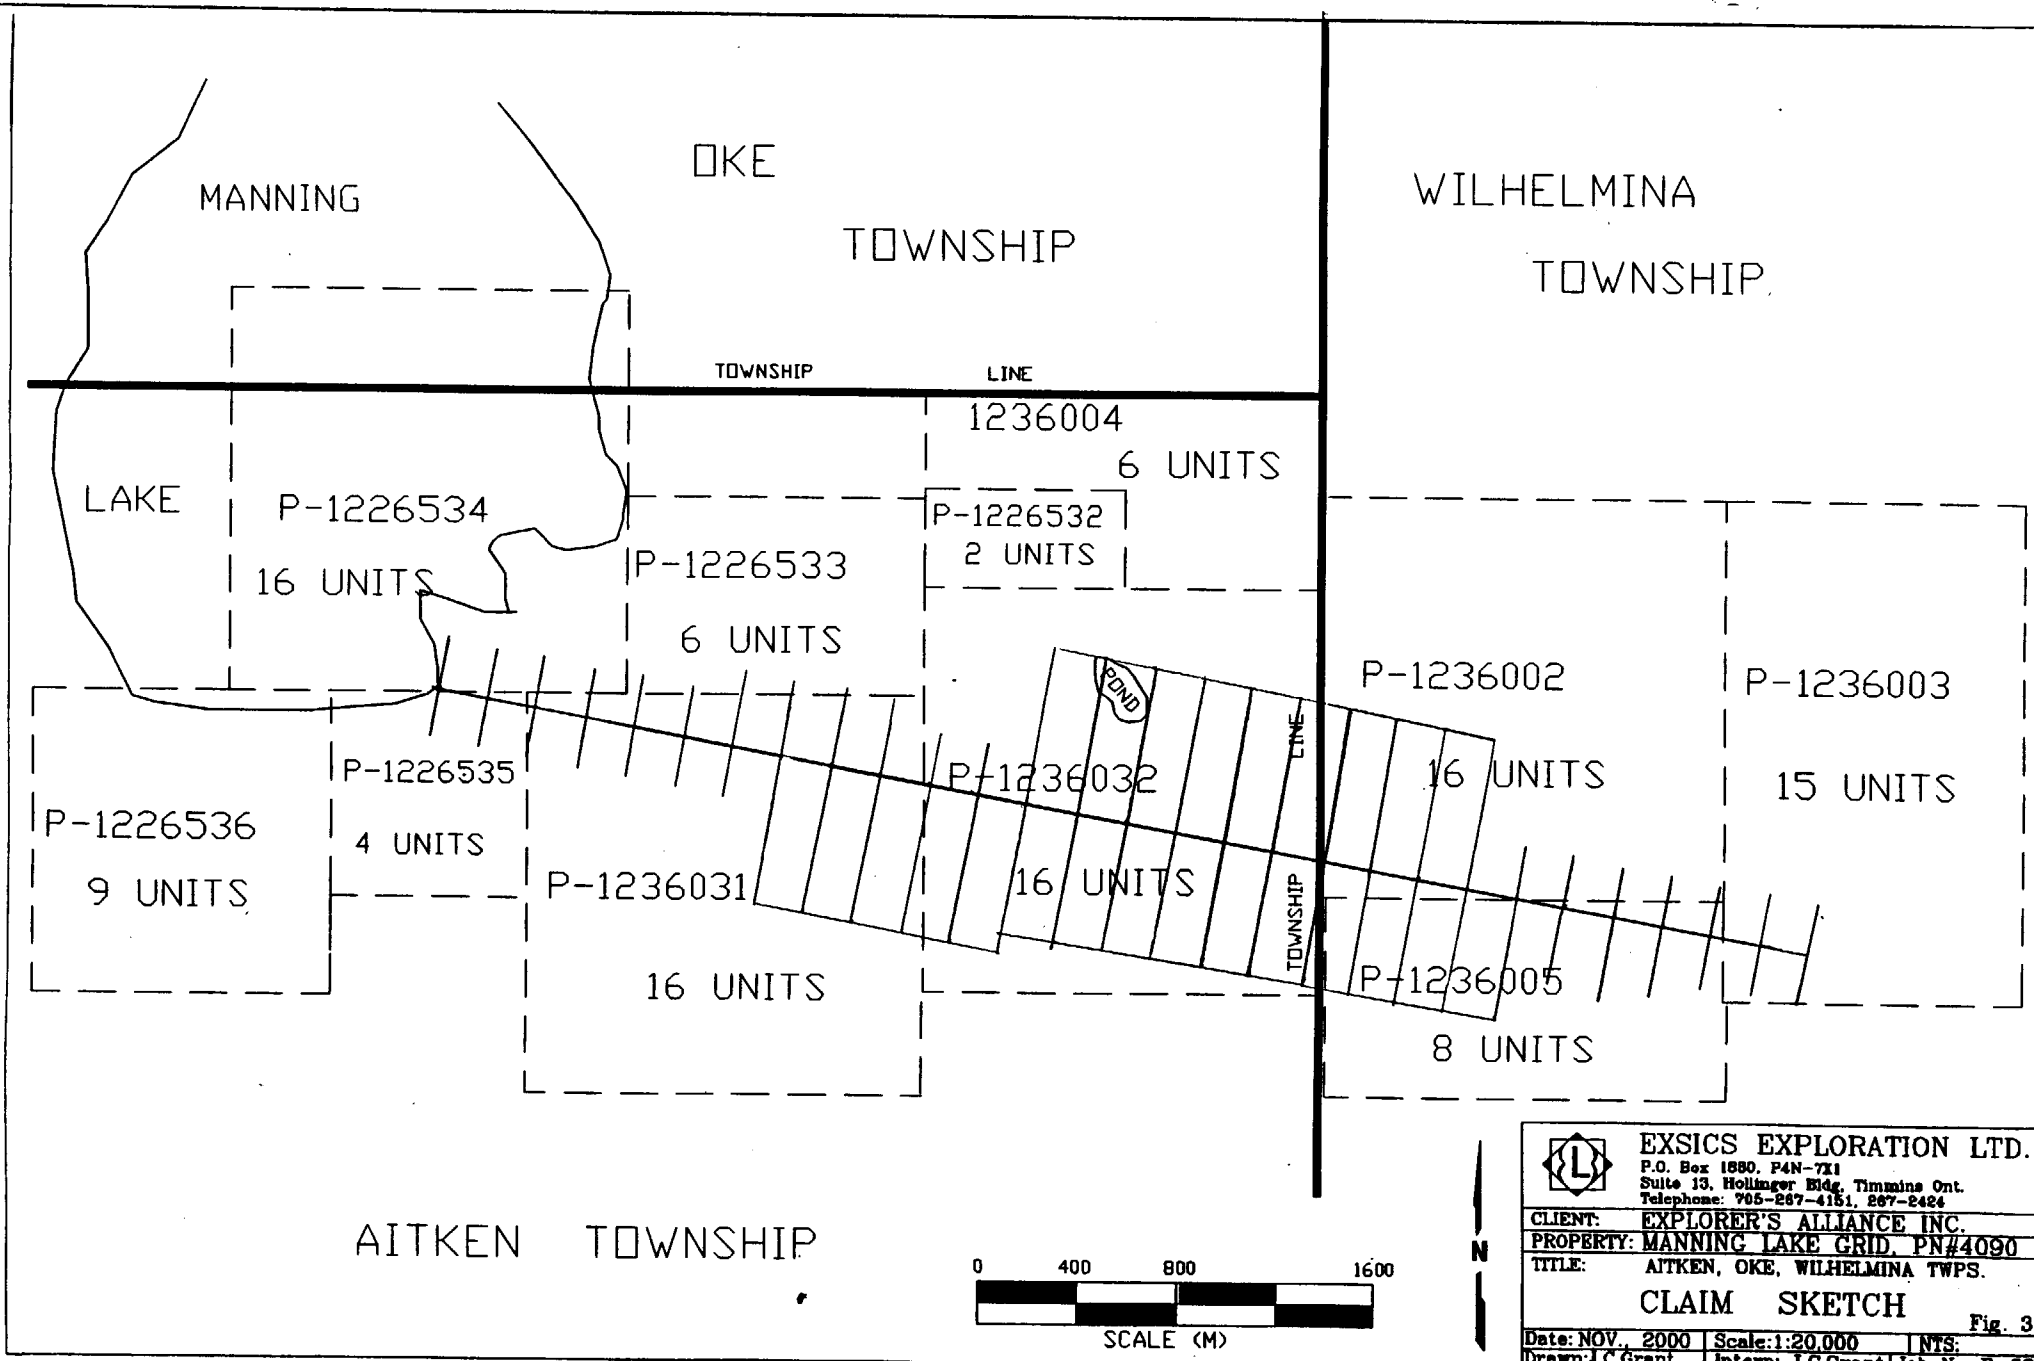 OKE
TOWNSHIP
MANNING
LAKE
WILHELMINA
TOWNSHIP
TOWNSHIP LINE
1236004
6 UNITS
P-1226534
16 UNITS
P-1226532
2 UNITS
P-1226533
6 UNITS
POND
P-1236002
16 UNITS
P-1236003
15 UNITS
P-1226535
4 UNITS
P-1226536
9 UNITS
P-1236032
16 UNITS
P-1236031
16 UNITS
TOWNSHIP LINE
P-1236005
8 UNITS
AITKEN TOWNSHIP
0 400 800 1600
SCALE (M)
N
L
EXSICS EXPLORATION LTD.
P.O. Box 1880, P4N-7X1
Suite 13, Hollinger Bldg, Timmins Ont.
Telephone: 705-267-4151, 267-2424
CLIENT: EXPLORER'S ALLIANCE INC.
PROPERTY: MANNING LAKE GRID, PN#4090
TITLE: AITKEN, OKE, WILHELMINA TWPS.
CLAIM SKETCH
Fig. 3
Date: NOV., 2000 Scale: 1:20,000 NTS:
Drawn: J.C.Grant